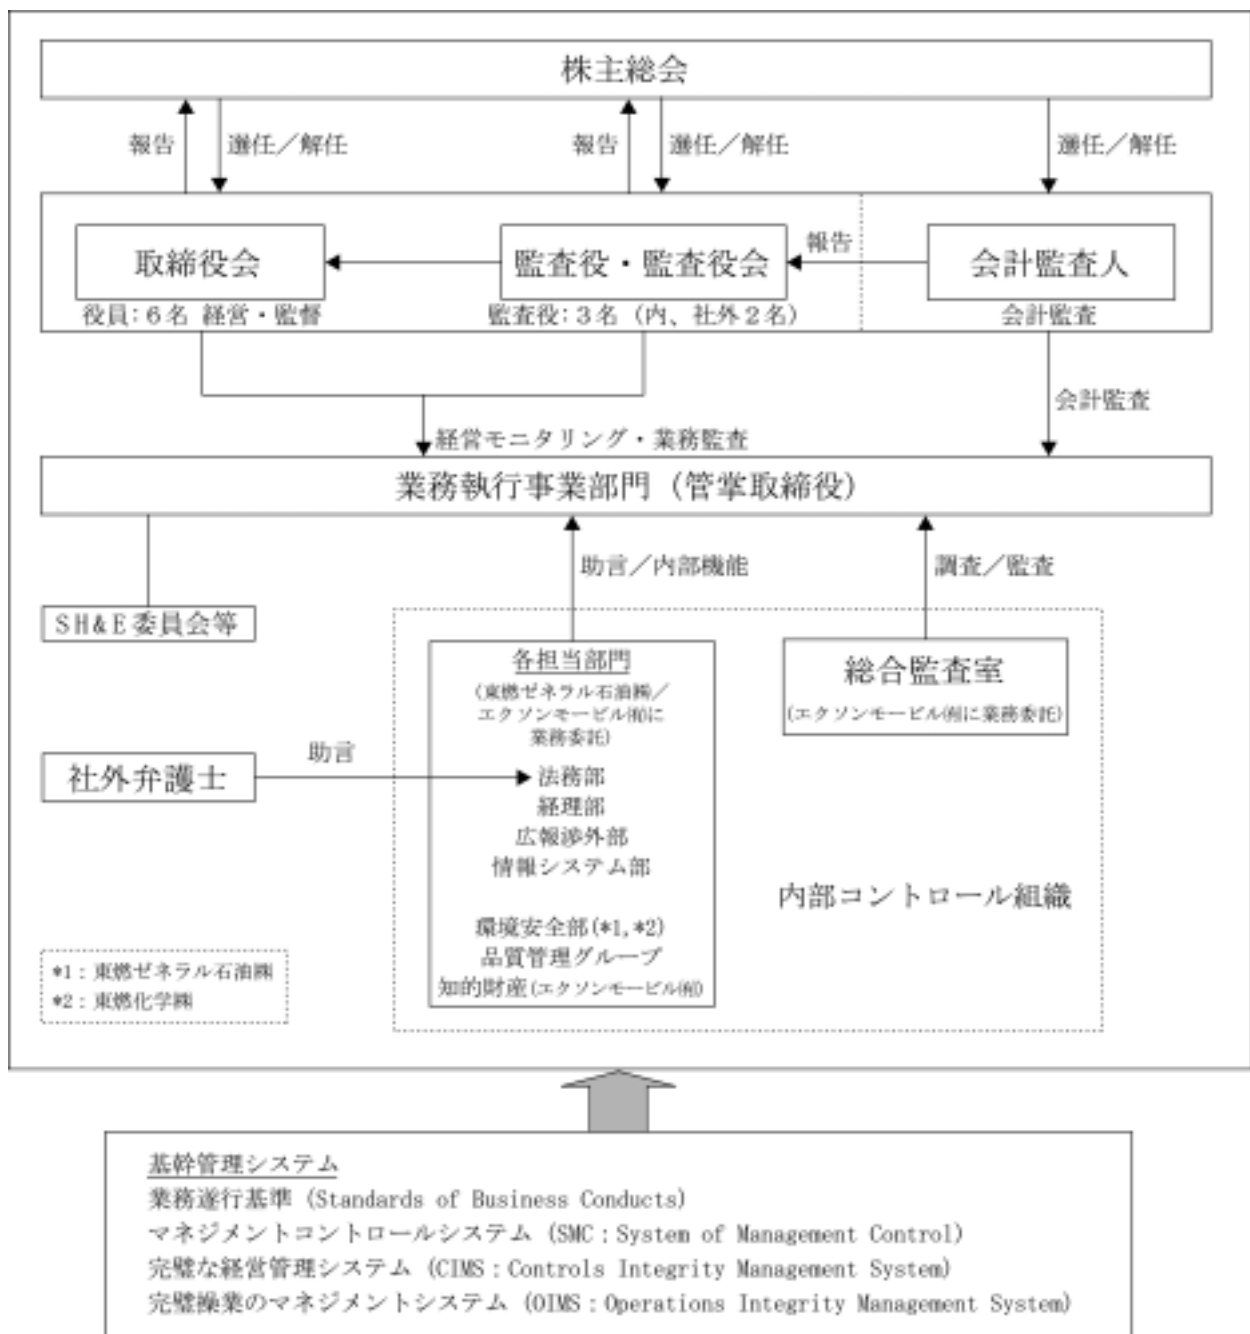 株主総会
報告
選任／解任
報告
選任／解任
選任／解任
取締役会
監査役・監査役会
報告
会計監査人
役員：6名 経営・監督
監査役：3名（内、社外2名）
会計監査
会計監査
経営モニタリング・業務監査
業務執行事業部門（管掌取締役）
助言／内部機能
調査／監査
SH&E委員会等
各担当部門
(東燃ゼネラル石油㈱／
エクソンモービル㈲に
業務委託)
総合監査室
(エクソンモービル㈲に業務委託)
社外弁護士
助言
法務部
経理部
広報渉外部
情報システム部
環境安全部(*1,*2)
品質管理グループ
知的財産(エクソンモービル㈲)
内部コントロール組織
*1：東燃ゼネラル石油㈱
*2：東燃化学㈱
基幹管理システム
業務遂行基準 (Standards of Business Conducts)
マネジメントコントロールシステム (SMC：System of Management Control)
完璧な経営管理システム (CIMS：Controls Integrity Management System)
完璧操業のマネジメントシステム (OIMS：Operations Integrity Management System)